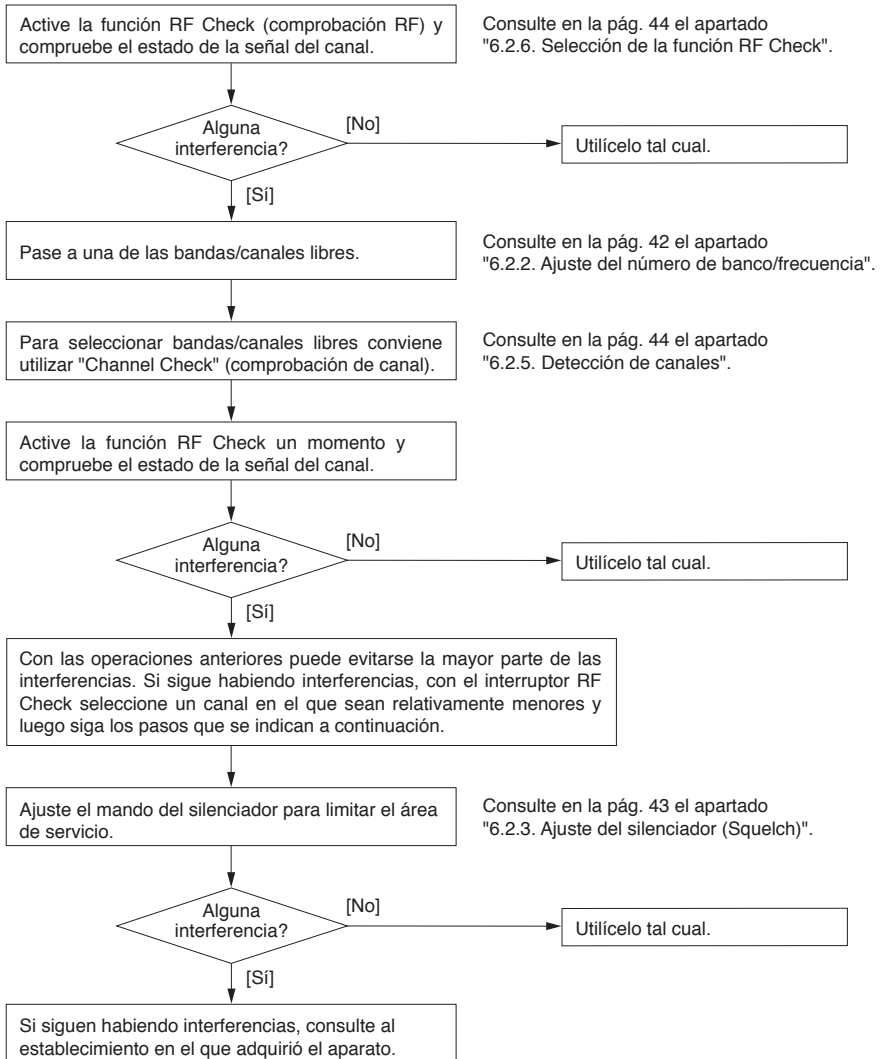 Active la función RF Check (comprobación RF) y
compruebe el estado de la señal del canal.
Consulte en la pág. 44 el apartado
"6.2.6. Selección de la función RF Check".
Alguna
interferencia?
[No]
Utilícelo tal cual.
[Sí]
Pase a una de las bandas/canales libres.
Consulte en la pág. 42 el apartado
"6.2.2. Ajuste del número de banco/frecuencia".
Para seleccionar bandas/canales libres conviene
utilizar "Channel Check" (comprobación de canal).
Consulte en la pág. 44 el apartado
"6.2.5. Detección de canales".
Active la función RF Check un momento y
compruebe el estado de la señal del canal.
Alguna
interferencia?
[No]
Utilícelo tal cual.
[Sí]
Con las operaciones anteriores puede evitarse la mayor parte de las
interferencias. Si sigue habiendo interferencias, con el interruptor RF
Check seleccione un canal en el que sean relativamente menores y
luego siga los pasos que se indican a continuación.
Ajuste el mando del silenciador para limitar el área
de servicio.
Consulte en la pág. 43 el apartado
"6.2.3. Ajuste del silenciador (Squelch)".
Alguna
interferencia?
[No]
Utilícelo tal cual.
[Sí]
Si siguen habiendo interferencias, consulte al
establecimiento en el que adquirió el aparato.